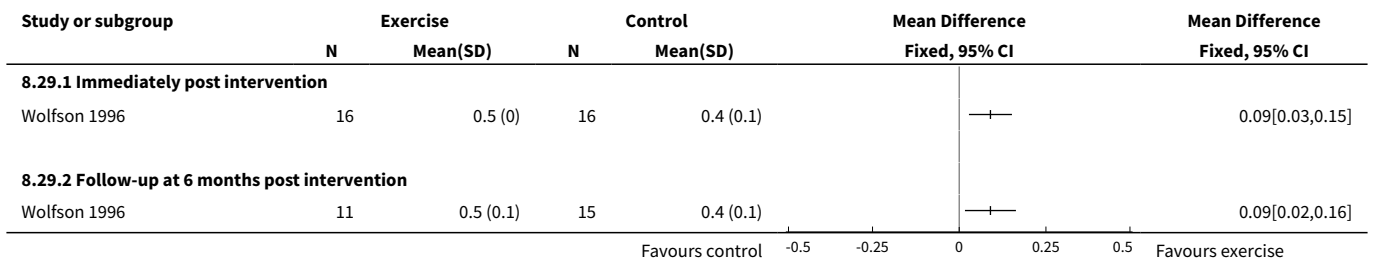 Study or subgroup Exercise Control Mean Difference Mean Difference
N Mean(SD) N Mean(SD) Fixed, 95% CI Fixed, 95% CI
8.29.1 Immediately post intervention
Wolfson 1996 16 0.5 (0) 16 0.4 (0.1) 0.09[0.03,0.15]
8.29.2 Follow-up at 6 months post intervention
Wolfson 1996 11 0.5 (0.1) 15 0.4 (0.1) 0.09[0.02,0.16]
Favours control -0.5 -0.25 0 0.25 0.5 Favours exercise